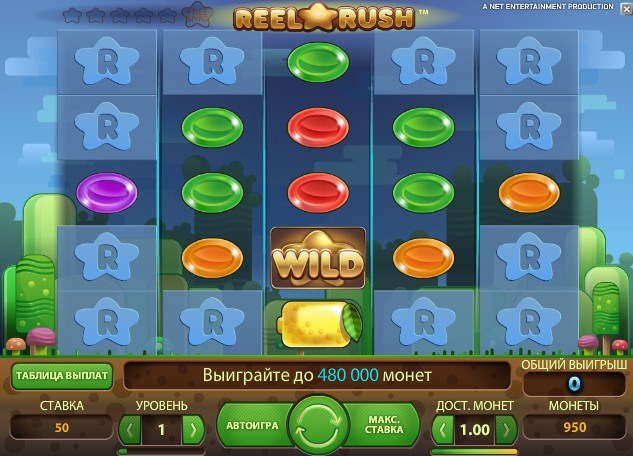 REEL RUSH™
A NET ENTERTAINMENT PRODUCTION
R R R R
R R
WILD
R R
R R R R
ТАБЛИЦА ВЫПЛАТ
Выиграйте до 480 000 монет
ОБЩИЙ ВЫИГРЫШ
0
СТАВКА
50
УРОВЕНЬ
1
АВТОИГРА
МАКС. СТАВКА
ДОСТ. МОНЕТ
1.00
МОНЕТЫ
950